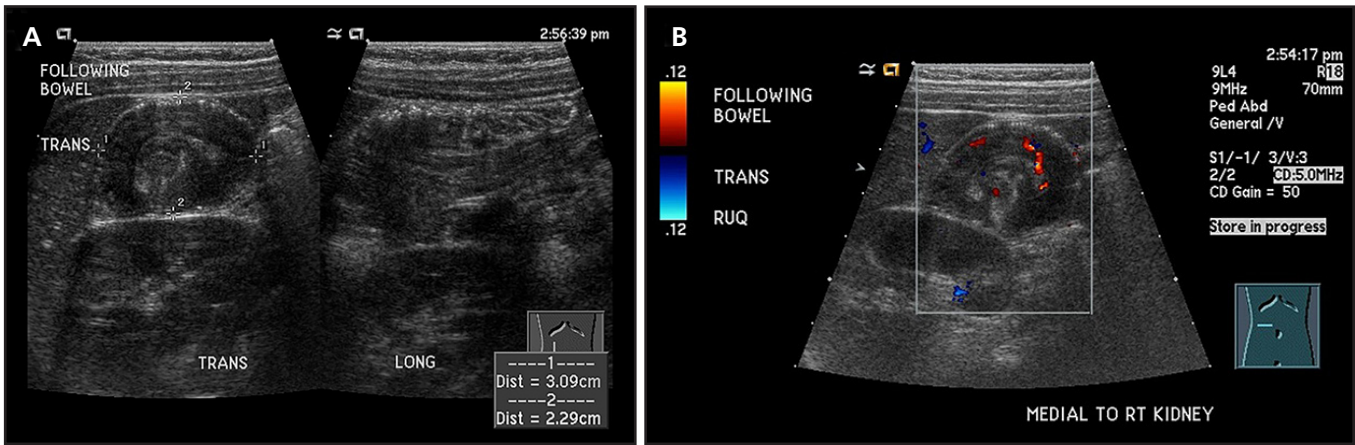 A
2:56:39 pm
FOLLOWING
BOWEL
2
TRANS
1
1
2
TRANS
LONG
----1----
Dist = 3.09cm
----2----
Dist = 2.29cm
B
.12
.12
FOLLOWING
BOWEL
TRANS
RUQ
2:54:17 pm
9L4 R18
9MHz 70mm
Ped Abd
General /V
S1/-1/ 3/V:3
2/2 CD:5.0MHz
CD Gain = 50
Store in progress
MEDIAL TO RT KIDNEY